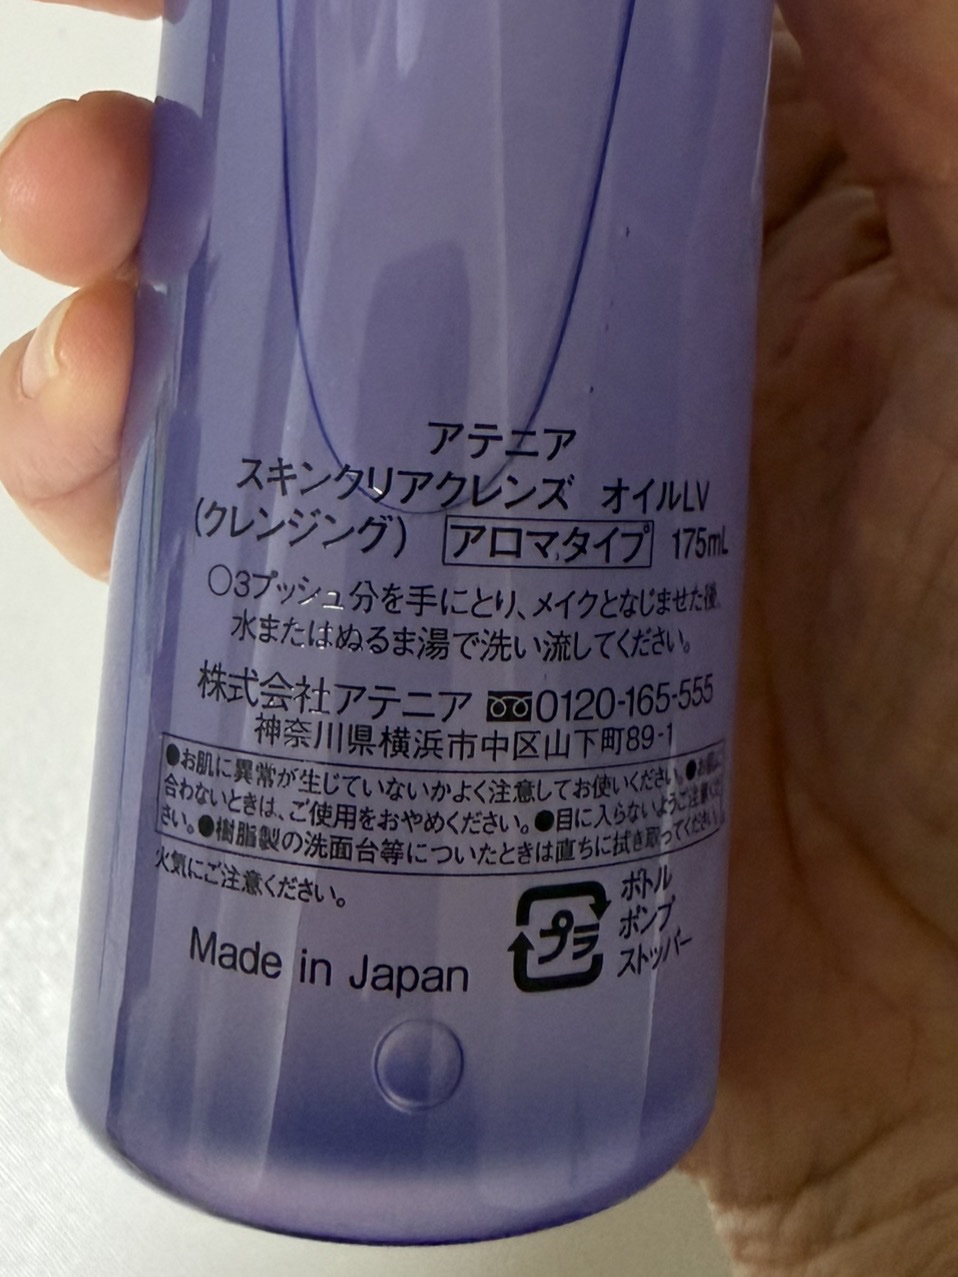 アテニア
スキンクリアクレンズ オイルLV
(クレンジング) アロマタイプ 175mL
○3プッシュ分を手にとり、メイクとなじませた後、
水またはぬるま湯で洗い流してください。
株式会社アテニア 0120-165-555
神奈川県横浜市中区山下町89-1
●お肌に異常が生じていないかよく注意してお使いください。●お肌に
合わないときは、ご使用をおやめください。●目に入らないようご注意くだ
さい。●樹脂製の洗面台等についたときは直ちに拭き取ってください。
火気にご注意ください。
プラ
ボトル
ポンプ
ストッパー
Made in Japan